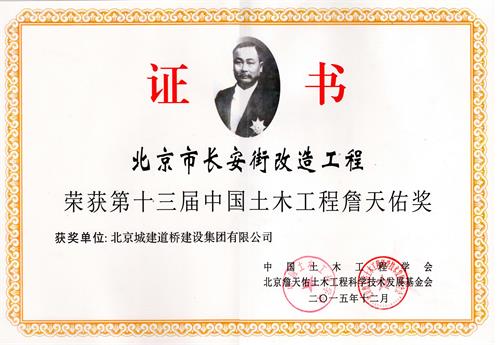 证书
北京市长安街改造工程
荣获第十三届中国土木工程詹天佑奖
获奖单位:北京城建道桥建设集团有限公司
中国土木工程学会
北京詹天佑土木工程科学技术发展基金会
二〇一五年十二月